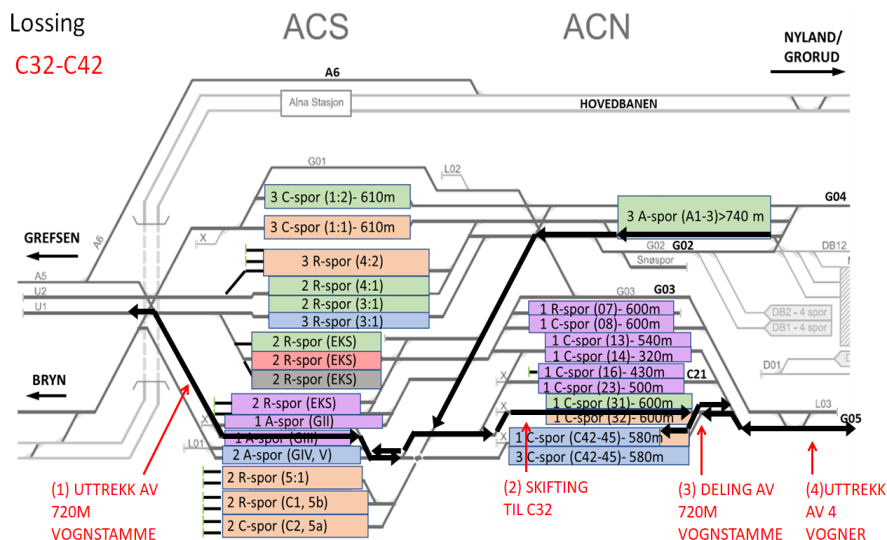 Lossing
ACS
ACN
C32-C42
NYLAND/
GRORUD
A6
Alna Stasjon
HOVEDBANEN
G01
L02
3 C-spor (1:2)- 610m
3 A-spor (A1-3)>740 m
G04
3 C-spor (1:1)- 610m
X
GREFSEN
A6
G02
G02
DB12
3 R-spor (4:2)
Snøspor
A5
2 R-spor (4:1)
U2
G03
G03
2 R-spor (3:1)
1 R-spor (07)- 600m
DB2 - 4 spor
U1
3 R-spor (3:1)
X
1 C-spor (08)- 600m
DB1 - 4 spor
2 R-spor (EKS)
1 C-spor (13)- 540m
2 R-spor (EKS)
X
1 C-spor (14)- 320m
D01
2 R-spor (EKS)
1 C-spor (16)- 430m
C21
BRYN
X
1 C-spor (23)- 500m
2 R-spor (EKS)
1 C-spor (31)- 600m
L03
X
1 A-spor (GII)
X
1 C-spor (32)- 600m
G05
1 A-spor (GIII)
X
1 C-spor (C42-45)- 580m
L01
2 A-spor (GIV, V)
3 C-spor (C42-45)- 580m
2 R-spor (5:1)
2 R-spor (C1, 5b)
2 C-spor (C2, 5a)
(1) UTTREKK AV
720M
VOGNSTAMME
(2) SKIFTING
TIL C32
(3) DELING AV
720M
VOGNSTAMME
(4)UTTREKK
AV 4
VOGNER